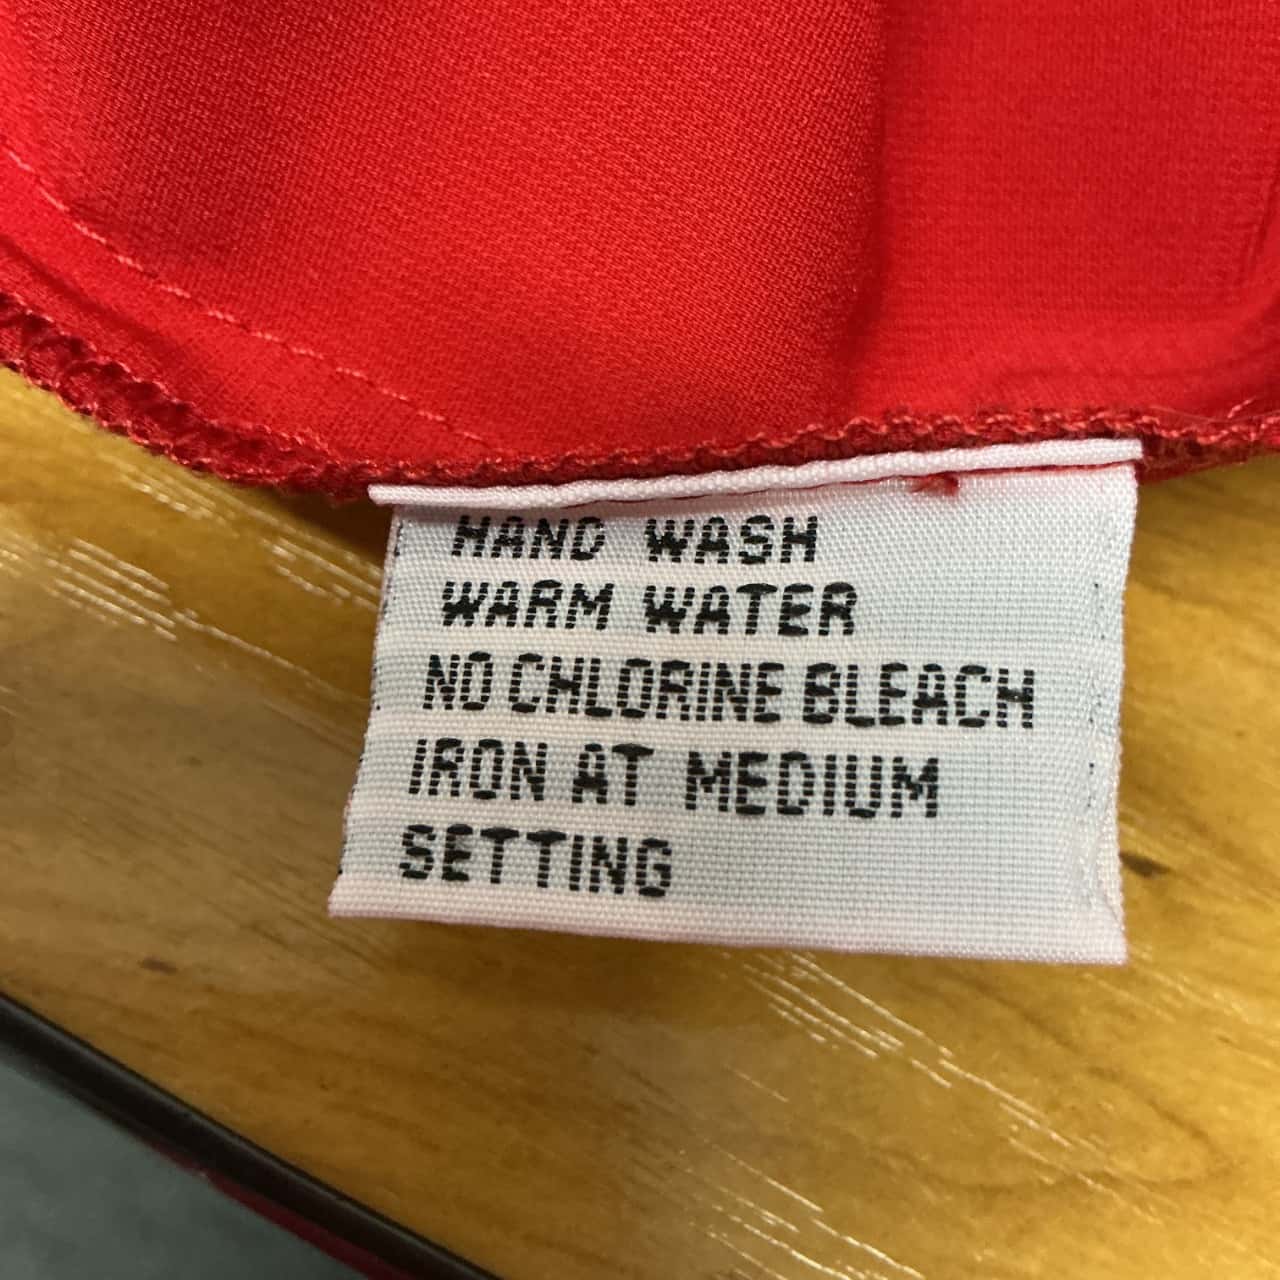 HAND WASH
WARM WATER
NO CHLORINE BLEACH
IRON AT MEDIUM
SETTING